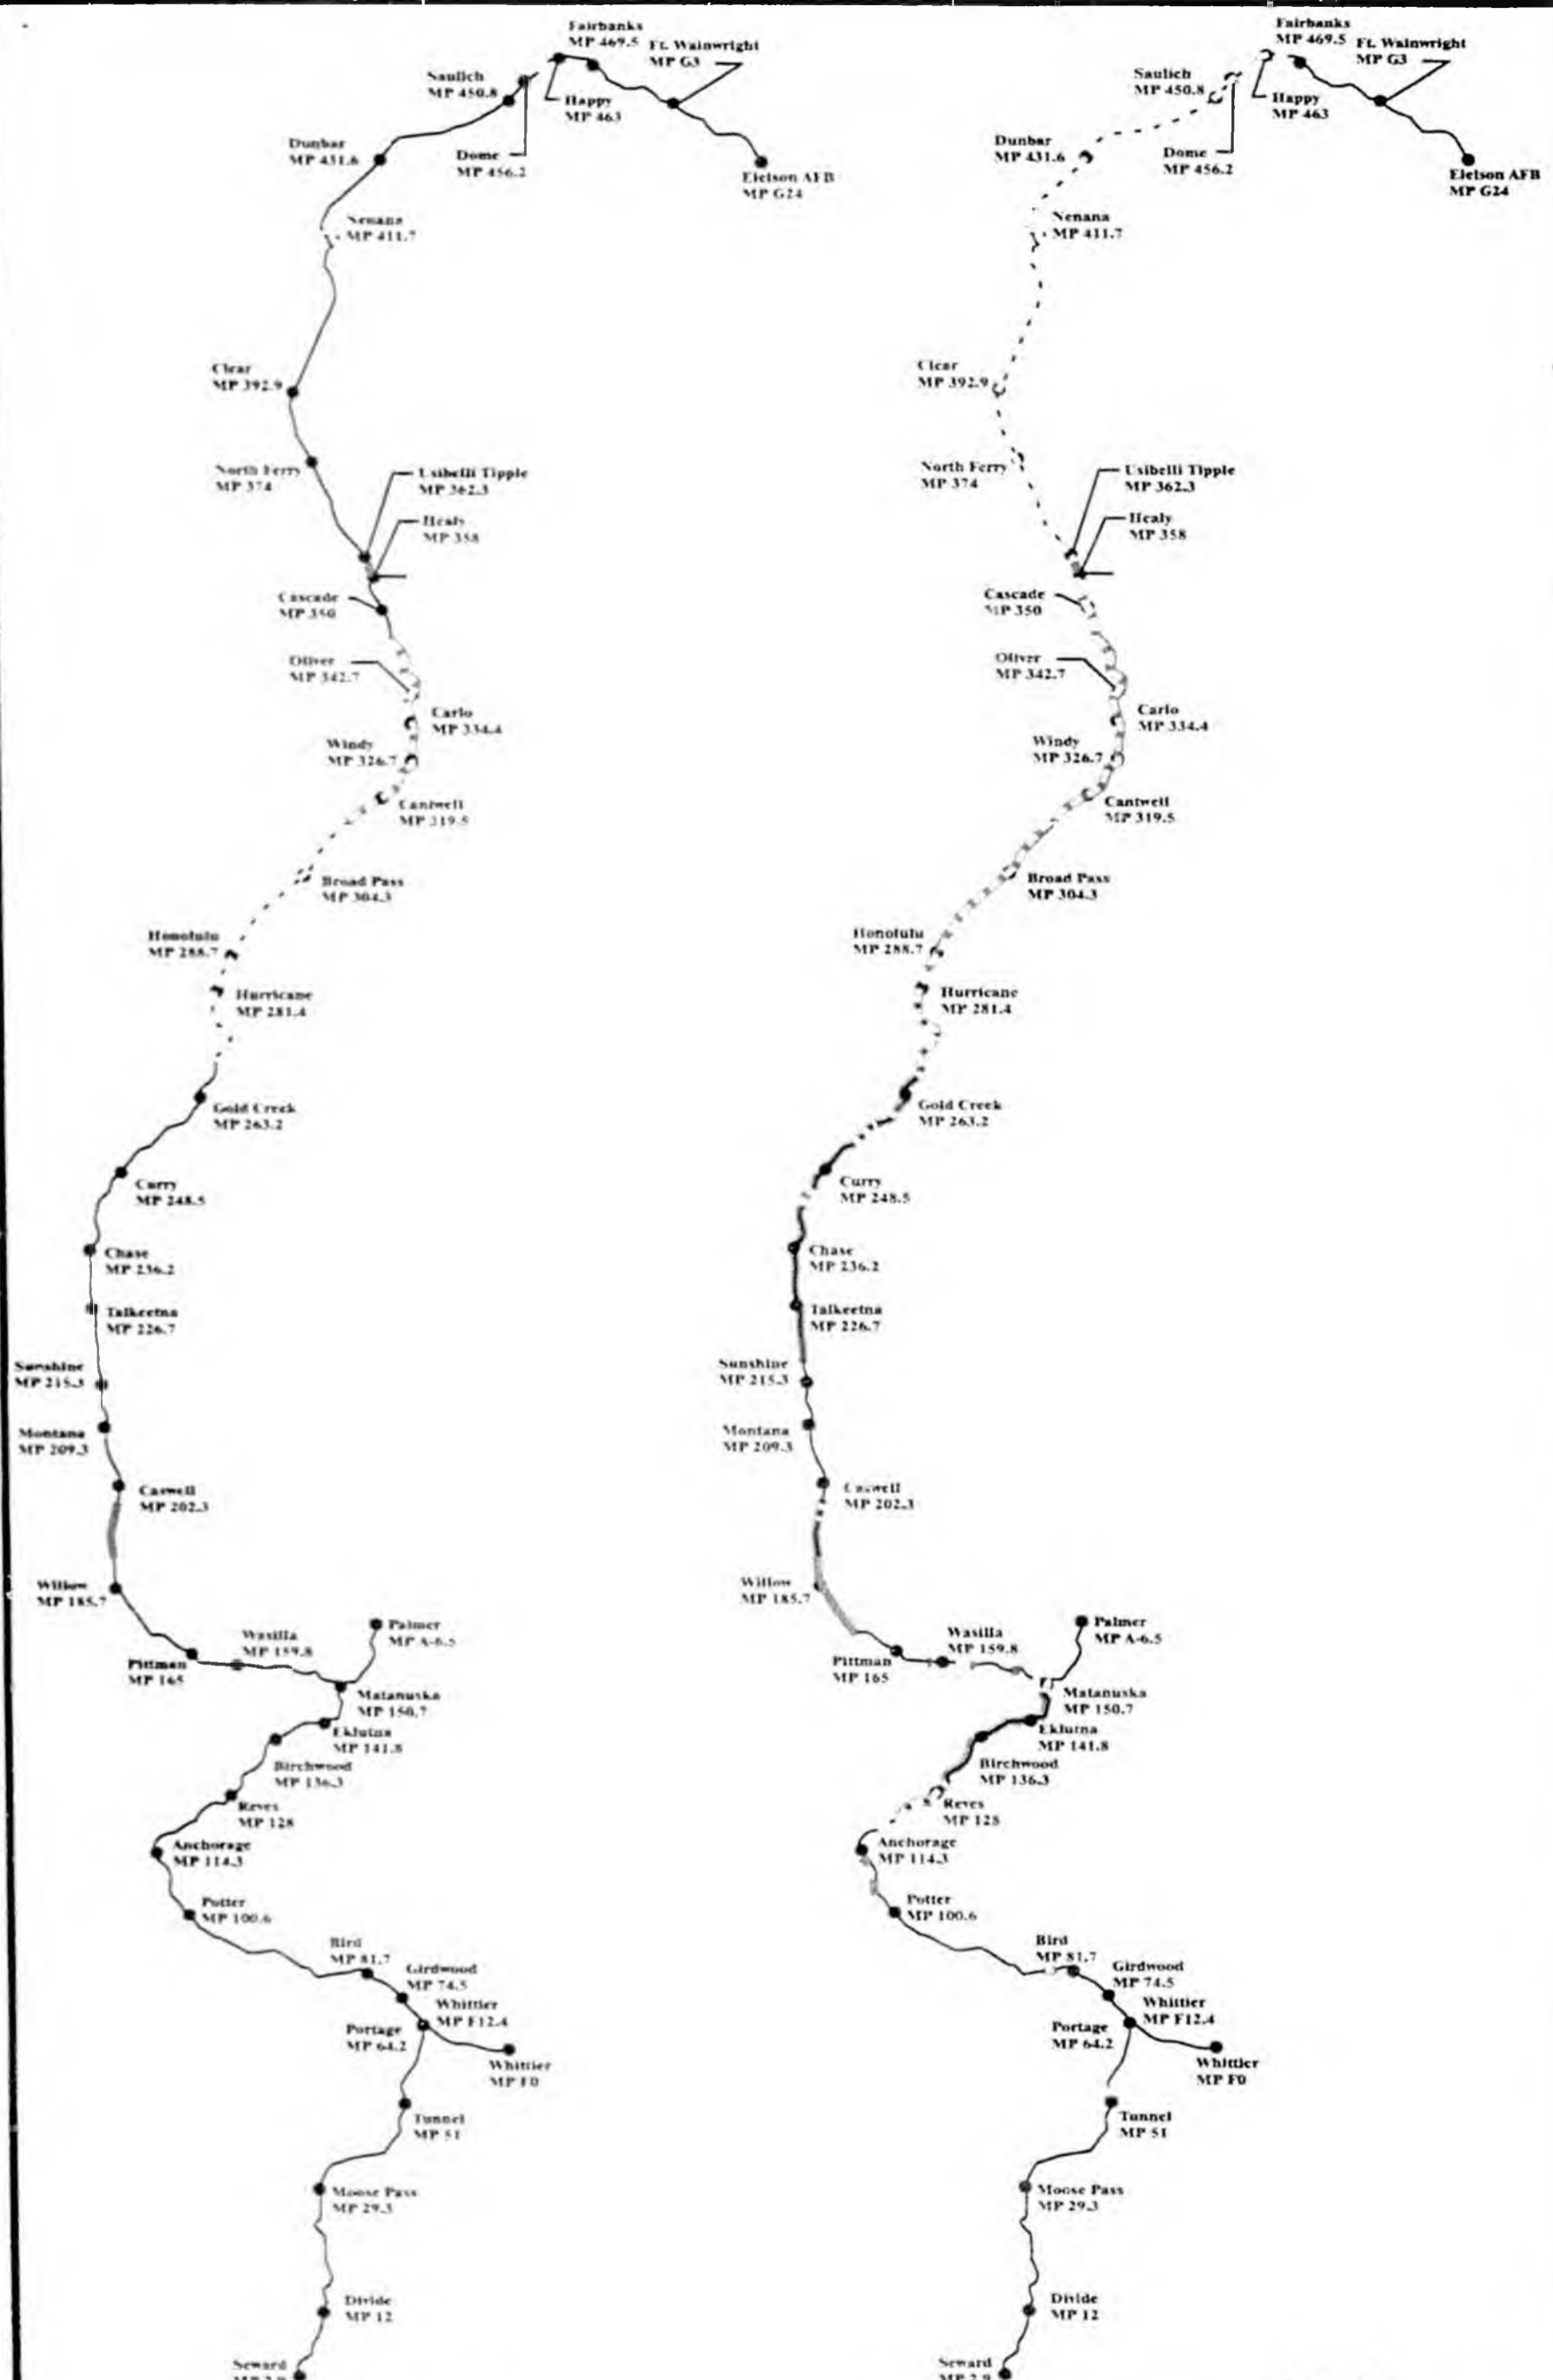 Fairbanks
MP 469.5
Ft. Wainwright
MP G3
Saulich
MP 450.8
Happy
MP 463
Dunbar
MP 431.6
Dome
MP 456.2
Eielson AFB
MP G24
Nenana
MP 411.7
Clear
MP 392.9
North Ferry
MP 374
Usibelli Tipple
MP 362.3
Healy
MP 358
Cascade
MP 350
Oliver
MP 342.7
Carlo
MP 334.4
Windy
MP 326.7
Cantwell
MP 319.5
Broad Pass
MP 304.3
Honolulu
MP 288.7
Hurricane
MP 281.4
Gold Creek
MP 263.2
Curry
MP 248.5
Chase
MP 236.2
Talkeetna
MP 226.7
Sunshine
MP 215.3
Montana
MP 209.3
Caswell
MP 202.3
Willow
MP 185.7
Palmer
MP A-6.5
Wasilla
MP 159.8
Pittman
MP 165
Matanuska
MP 150.7
Eklutna
MP 141.8
Birchwood
MP 136.3
Reeves
MP 128
Anchorage
MP 114.3
Potter
MP 100.6
Bird
MP 81.7
Girdwood
MP 74.5
Whittier
MP F12.4
Portage
MP 64.2
Whittier
MP F0
Tunnel
MP 51
Moose Pass
MP 29.3
Divide
MP 12
Seward
MP 2.9
Fairbanks
MP 469.5
Ft. Wainwright
MP G3
Saulich
MP 450.8
Happy
MP 463
Dunbar
MP 431.6
Dome
MP 456.2
Eielson AFB
MP G24
Nenana
MP 411.7
Clear
MP 392.9
North Ferry
MP 374
Usibelli Tipple
MP 362.3
Healy
MP 358
Cascade
MP 350
Oliver
MP 342.7
Carlo
MP 334.4
Windy
MP 326.7
Cantwell
MP 319.5
Broad Pass
MP 304.3
Honolulu
MP 288.7
Hurricane
MP 281.4
Gold Creek
MP 263.2
Curry
MP 248.5
Chase
MP 236.2
Talkeetna
MP 226.7
Sunshine
MP 215.3
Montana
MP 209.3
Caswell
MP 202.3
Willow
MP 185.7
Palmer
MP A-6.5
Wasilla
MP 159.8
Pittman
MP 165
Matanuska
MP 150.7
Eklutna
MP 141.8
Birchwood
MP 136.3
Reves
MP 128
Anchorage
MP 114.3
Potter
MP 100.6
Bird
MP 81.7
Girdwood
MP 74.5
Whittier
MP F12.4
Portage
MP 64.2
Whittier
MP F0
Tunnel
MP 51
Moose Pass
MP 29.3
Divide
MP 12
Seward
MP 2.9